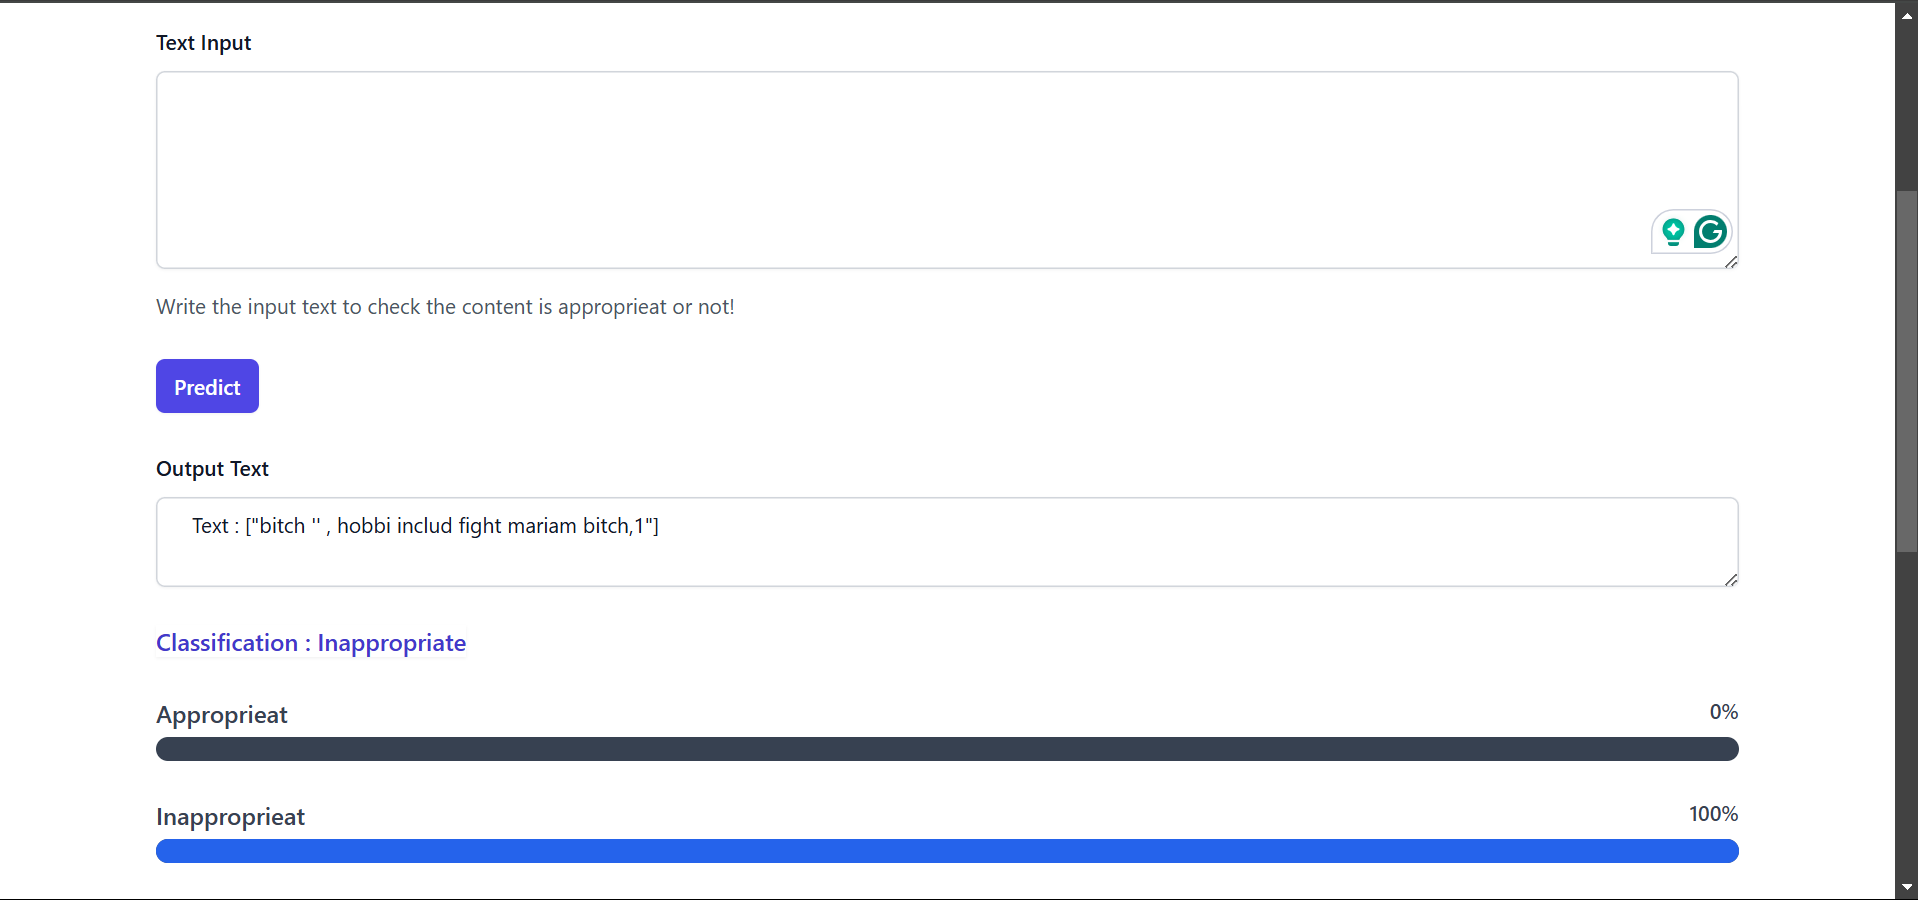 Text Input
Write the input text to check the content is approprieat or not!
Predict
Output Text
Text : ["bitch '' , hobbi includ fight mariam bitch,1"]
Classification : Inappropriate
Approprieat
0%
Inapproprieat
100%